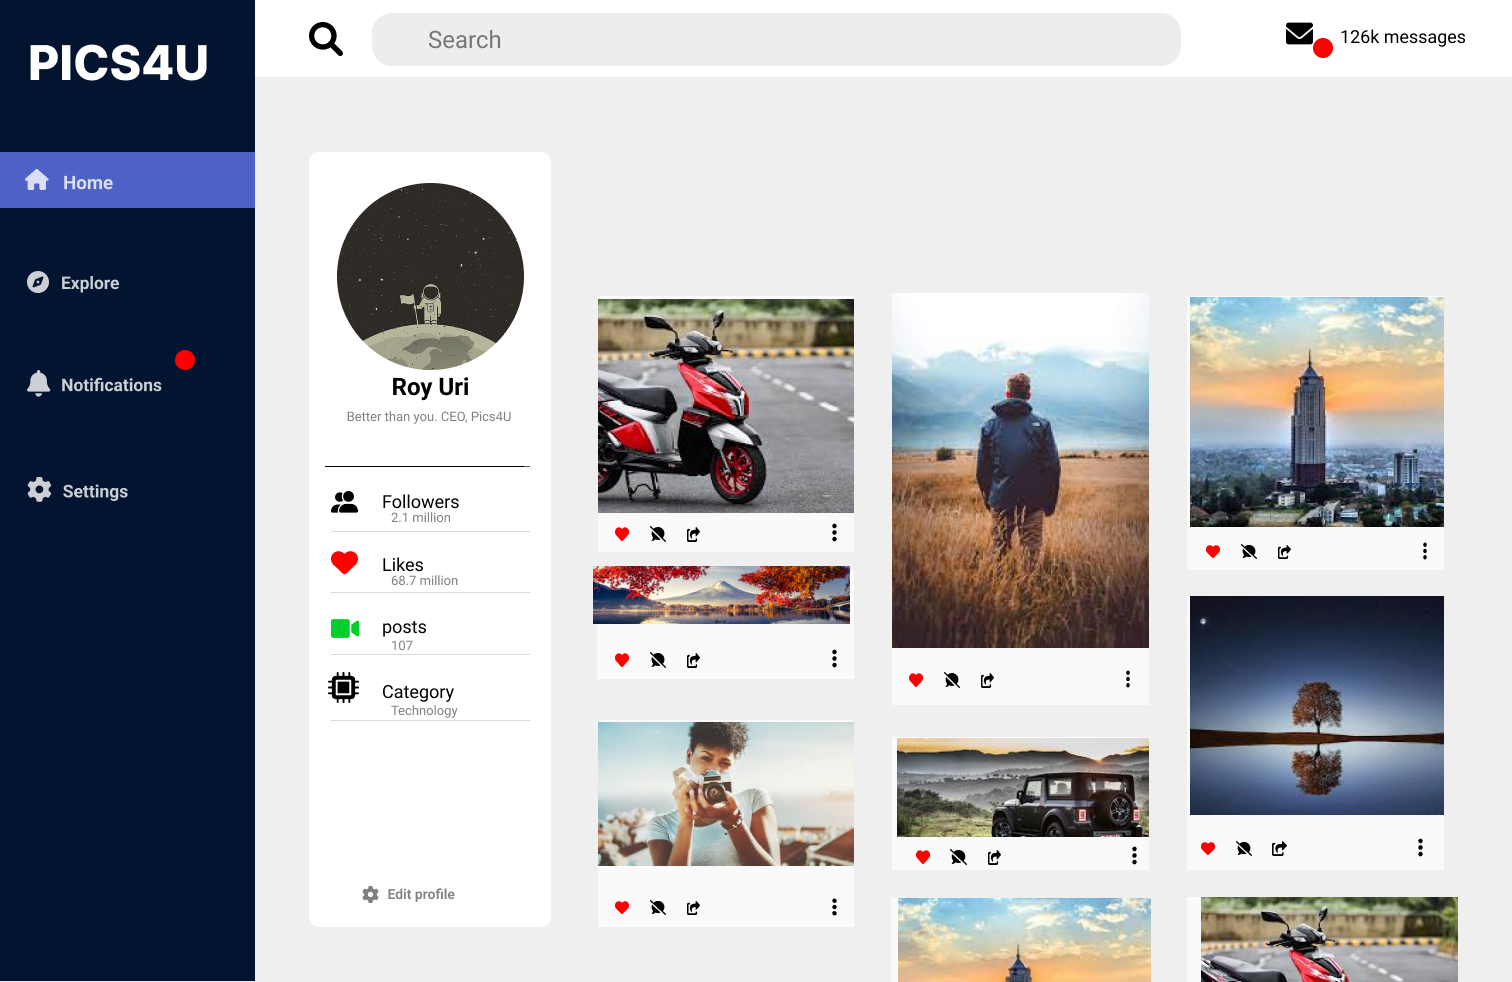 PICS4U
Search
126k messages
Home
Explore
Notifications
Settings
Roy Uri
Better than you. CEO, Pics4U
Followers
2.1 million
Likes
68.7 million
posts
107
Category
Technology
Edit profile